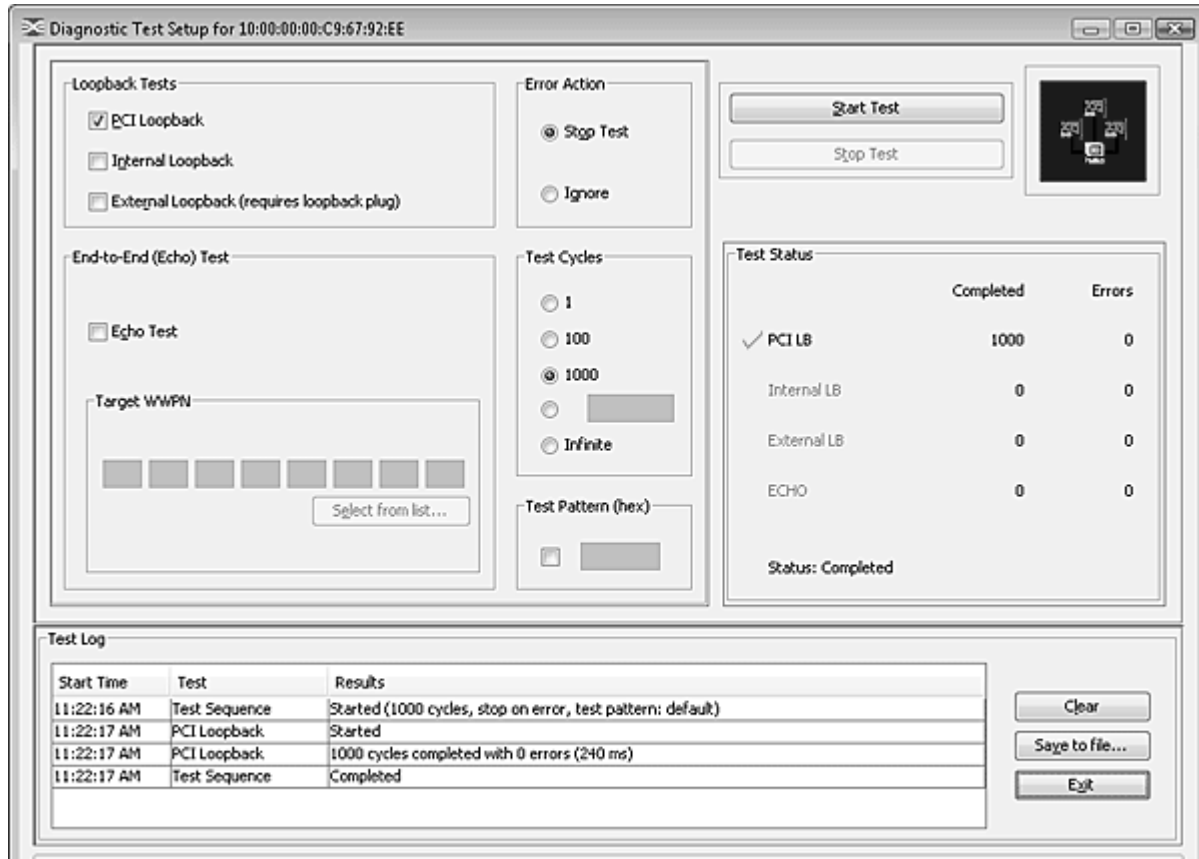 Diagnostic Test Setup for 10:00:00:00:C9:67:92:EE
Loopback Tests
PCI Loopback
Internal Loopback
External Loopback (requires loopback plug)
Error Action
Stop Test
Ignore
Start Test
Stop Test
End-to-End (Echo) Test
Echo Test
Target WWPN
Select from list...
Test Cycles
1
100
1000
Infinite
Test Pattern (hex)
Test Status
Completed Errors
PCI LB 1000 0
Internal LB 0 0
External LB 0 0
ECHO 0 0
Status: Completed
Test Log
Start Time Test Results
11:22:16 AM Test Sequence Started (1000 cycles, stop on error, test pattern: default)
11:22:17 AM PCI Loopback Started
11:22:17 AM PCI Loopback 1000 cycles completed with 0 errors (240 ms)
11:22:17 AM Test Sequence Completed
Clear
Save to file...
Exit